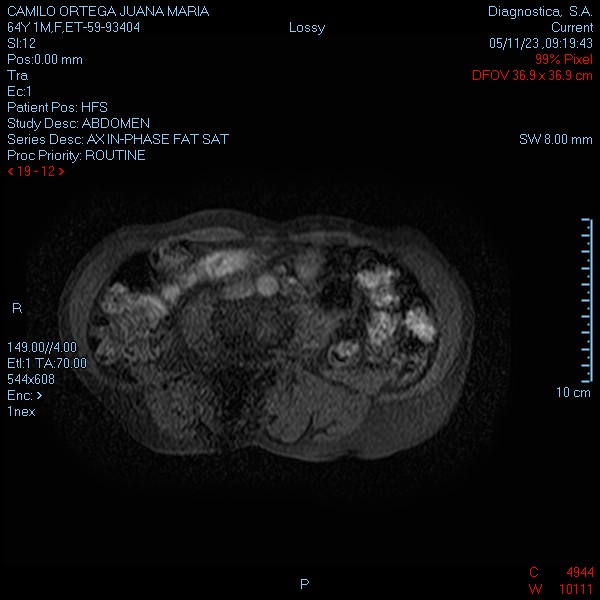 CAMILO ORTEGA JUANA MARIA
64Y 1M,F,ET-59-93404
Sl:12
Pos:0.00 mm
Tra
Ec:1
Patient Pos: HFS
Study Desc: ABDOMEN
Series Desc: AX IN-PHASE FAT SAT
Proc Priority: ROUTINE
< 19 - 12 >
Lossy
Diagnostica, S.A.
Current
05/11/23 ,09:19:43
99% Pixel
DFOV 36.9 x 36.9 cm
SW 8.00 mm
R
149.00//4.00
Etl:1 TA:70.00
544x608
Enc: >
1nex
10 cm
P
C 4944
W 10111